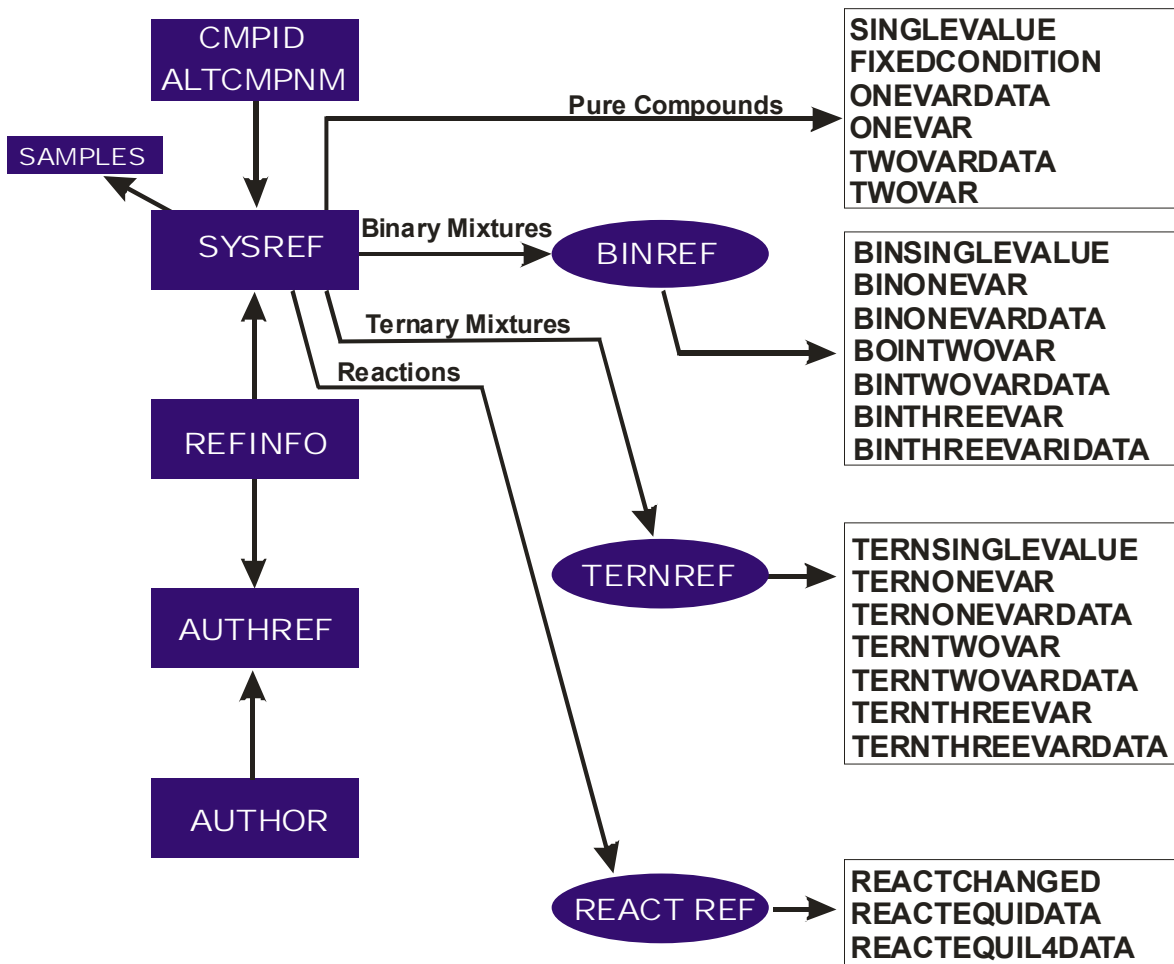 CMPID
ALTCMPNM
SAMPLES
SYSREF
REFINFO
AUTHREF
AUTHOR
Pure Compounds
SINGLEVALUE
FIXEDCONDITION
ONEVARDATA
ONEVAR
TWOVARDATA
TWOVAR
Binary Mixtures
BINREF
BINSINGLEVALUE
BINONEVAR
BINONEVARDATA
BOINTWOVAR
BINTWOVARDATA
BINTHREEVAR
BINTHREEVARIDATA
Ternary Mixtures
TERNREF
TERNSINGLEVALUE
TERNONEVAR
TERNONEVARDATA
TERNTWOVAR
TERNTWOVARDATA
TERNTHREEVAR
TERNTHREEVARDATA
Reactions
REACT REF
REACTCHANGED
REACTEQUIDATA
REACTEQUIL4DATA